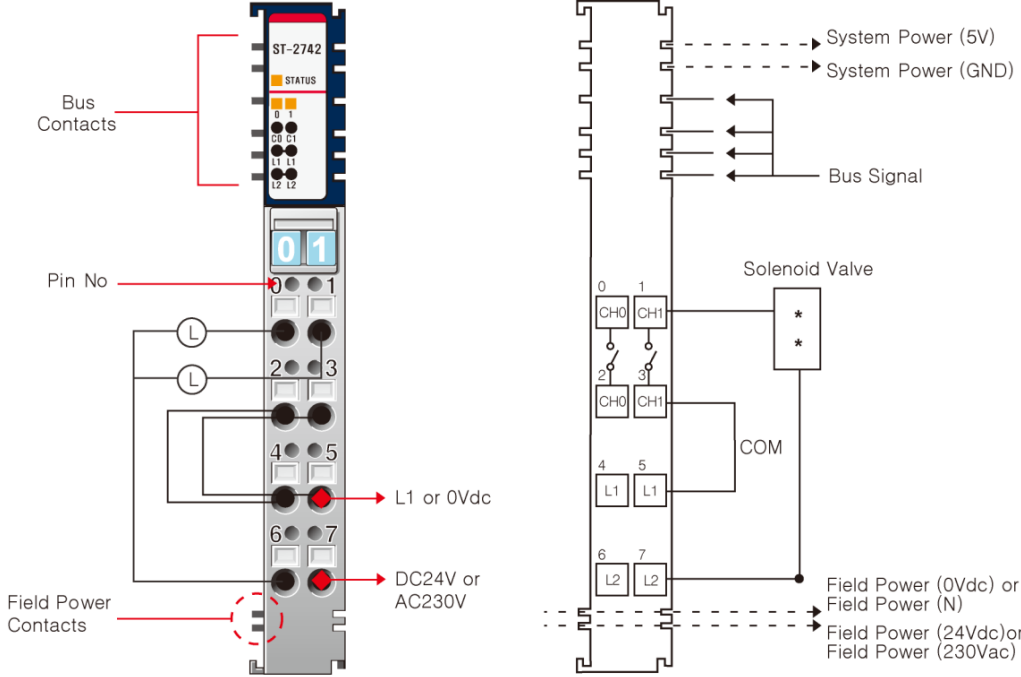 ST-2742
STATUS
0 1
C0 C1
L1 L1
L2 L2
Bus
Contacts
0 1
Pin No
0 1
L
2 3
L
4 5
L1 or 0Vdc
6 7
DC24V or
AC230V
Field Power
Contacts
System Power (5V)
System Power (GND)
Bus Signal
Solenoid Valve
0 1
CH0 CH1
*
*
2 3
CH0 CH1
COM
4 5
L1 L1
6 7
L2 L2
Field Power (0Vdc) or
Field Power (N)
Field Power (24Vdc)or
Field Power (230Vac)